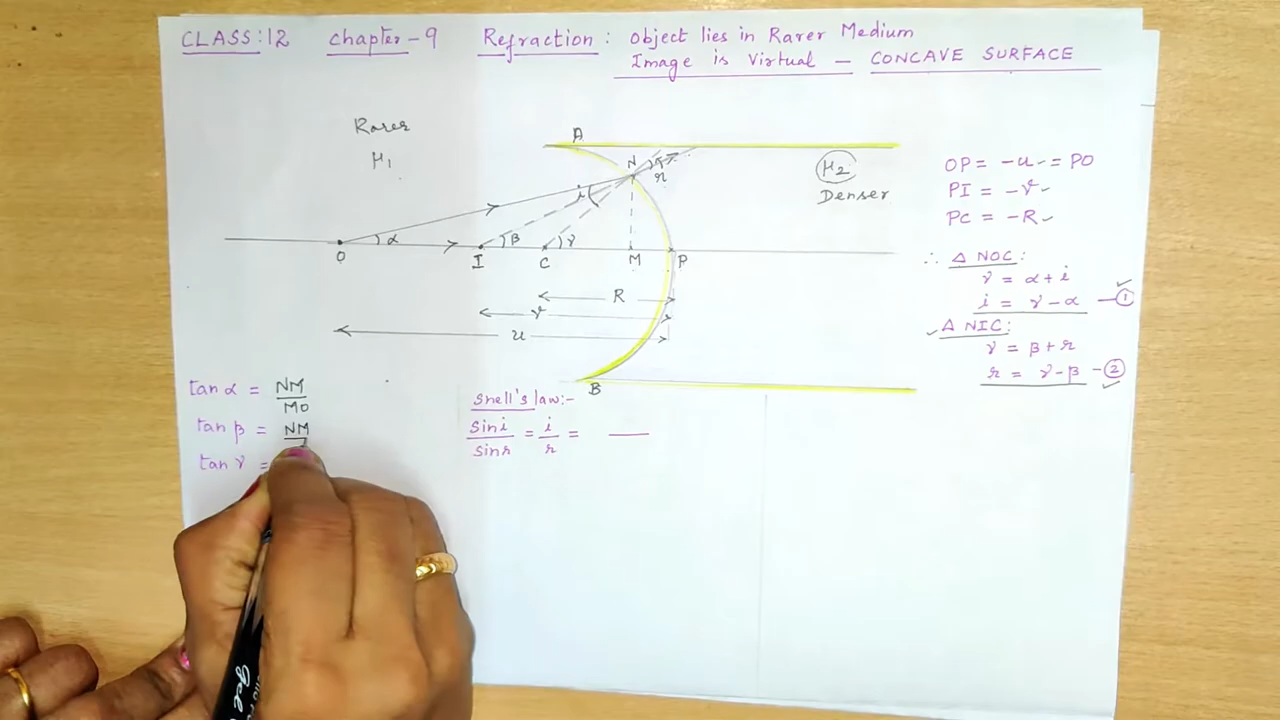 CLASS:12 chapter-9 Refraction: object lies in Rarer Medium
Image is Virtual — CONCAVE SURFACE
Rarer
μ1
A
N
i
r
μ2
Denser
α
β
γ
O
I
C
M
P
R
v
u
B
OP = -u = PO
PI = -v
PC = -R
∴ Δ NOC:
γ = α + i
i = γ - α —①
Δ NIC:
γ = β + r
r = γ - β —②
tan α = NM/MO
tan β = NM
tan γ =
Snell's law:-
sin i/sin r = i/r = —
Gel